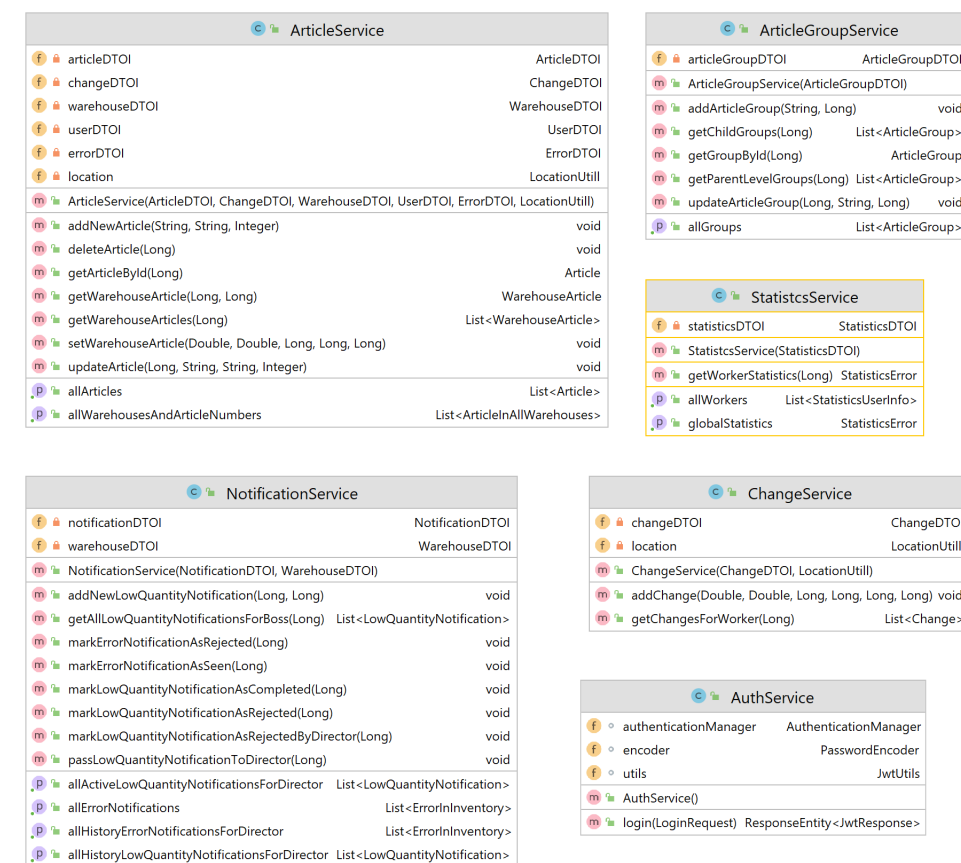 ArticleService
articleDTOI ArticleDTOI
changeDTOI ChangeDTOI
warehouseDTOI WarehouseDTOI
userDTOI UserDTOI
errorDTOI ErrorDTOI
location LocationUtill
ArticleService(ArticleDTOI, ChangeDTOI, WarehouseDTOI, UserDTOI, ErrorDTOI, LocationUtill)
addNewArticle(String, String, Integer) void
deleteArticle(Long) void
getArticleById(Long) Article
getWarehouseArticle(Long, Long) WarehouseArticle
getWarehouseArticles(Long) List<WarehouseArticle>
setWarehouseArticle(Double, Double, Long, Long, Long) void
updateArticle(Long, String, String, Integer) void
allArticles List<Article>
allWarehousesAndArticleNumbers List<ArticleInAllWarehouses>
ArticleGroupService
articleGroupDTOI ArticleGroupDTOI
ArticleGroupService(ArticleGroupDTOI)
addArticleGroup(String, Long) void
getChildGroups(Long) List<ArticleGroup>
getGroupById(Long) ArticleGroup
getParentLevelGroups(Long) List<ArticleGroup>
updateArticleGroup(Long, String, Long) void
allGroups List<ArticleGroup>
StatistcsService
statisticsDTOI StatisticsDTOI
StatistcsService(StatisticsDTOI)
getWorkerStatistics(Long) StatisticsError
allWorkers List<StatisticsUserInfo>
globalStatistics StatisticsError
NotificationService
notificationDTOI NotificationDTOI
warehouseDTOI WarehouseDTOI
NotificationService(NotificationDTOI, WarehouseDTOI)
addNewLowQuantityNotification(Long, Long) void
getAllLowQuantityNotificationsForBoss(Long) List<LowQuantityNotification>
markErrorNotificationAsRejected(Long) void
markErrorNotificationAsSeen(Long) void
markLowQuantityNotificationAsCompleted(Long) void
markLowQuantityNotificationAsRejected(Long) void
markLowQuantityNotificationAsRejectedByDirector(Long) void
passLowQuantityNotificationToDirector(Long) void
allActiveLowQuantityNotificationsForDirector List<LowQuantityNotification>
allErrorNotifications List<ErrorInInventory>
allHistoryErrorNotificationsForDirector List<ErrorInInventory>
allHistoryLowQuantityNotificationsForDirector List<LowQuantityNotification>
ChangeService
changeDTOI ChangeDTOI
location LocationUtill
ChangeService(ChangeDTOI, LocationUtill)
addChange(Double, Double, Long, Long, Long, Long) void
getChangesForWorker(Long) List<Change>
AuthService
authenticationManager AuthenticationManager
encoder PasswordEncoder
utils JwtUtils
AuthService()
login(LoginRequest) ResponseEntity<JwtResponse>